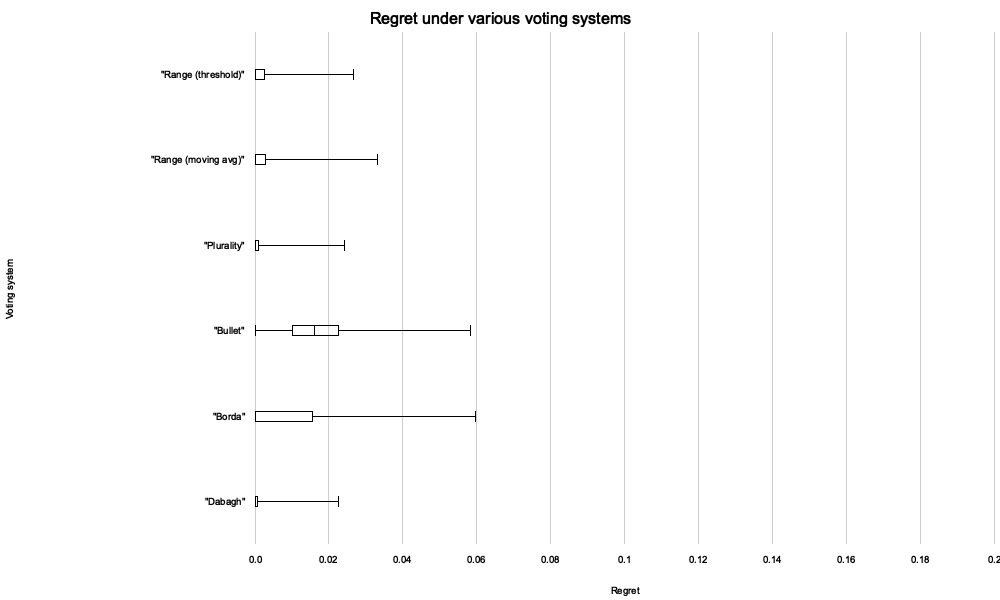 Regret under various voting systems
"Range (threshold)"
"Range (moving avg)"
"Plurality"
Voting system
"Bullet"
"Borda"
"Dabagh"
0.0 0.02 0.04 0.06 0.08 0.1 0.12 0.14 0.16 0.18 0.2
Regret